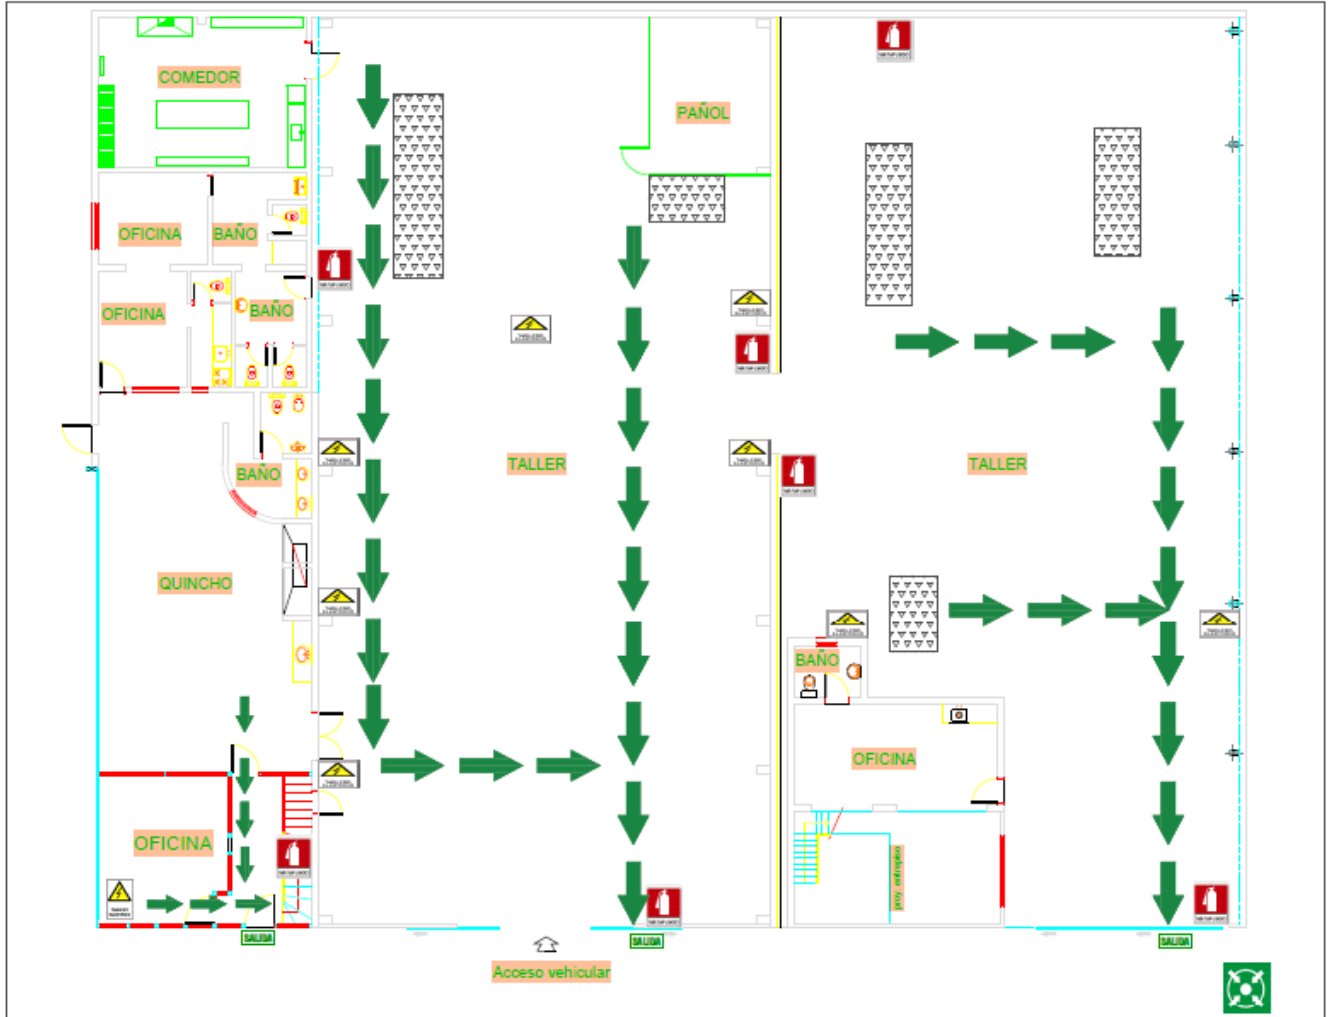 COMEDOR
PAÑOL
OFICINA
BAÑO
OFICINA
BAÑO
TALLER
TALLER
BAÑO
QUINCHO
BAÑO
OFICINA
OFICINA
proy. entrepiso
SALIDA
SALIDA
SALIDA
Acceso vehicular